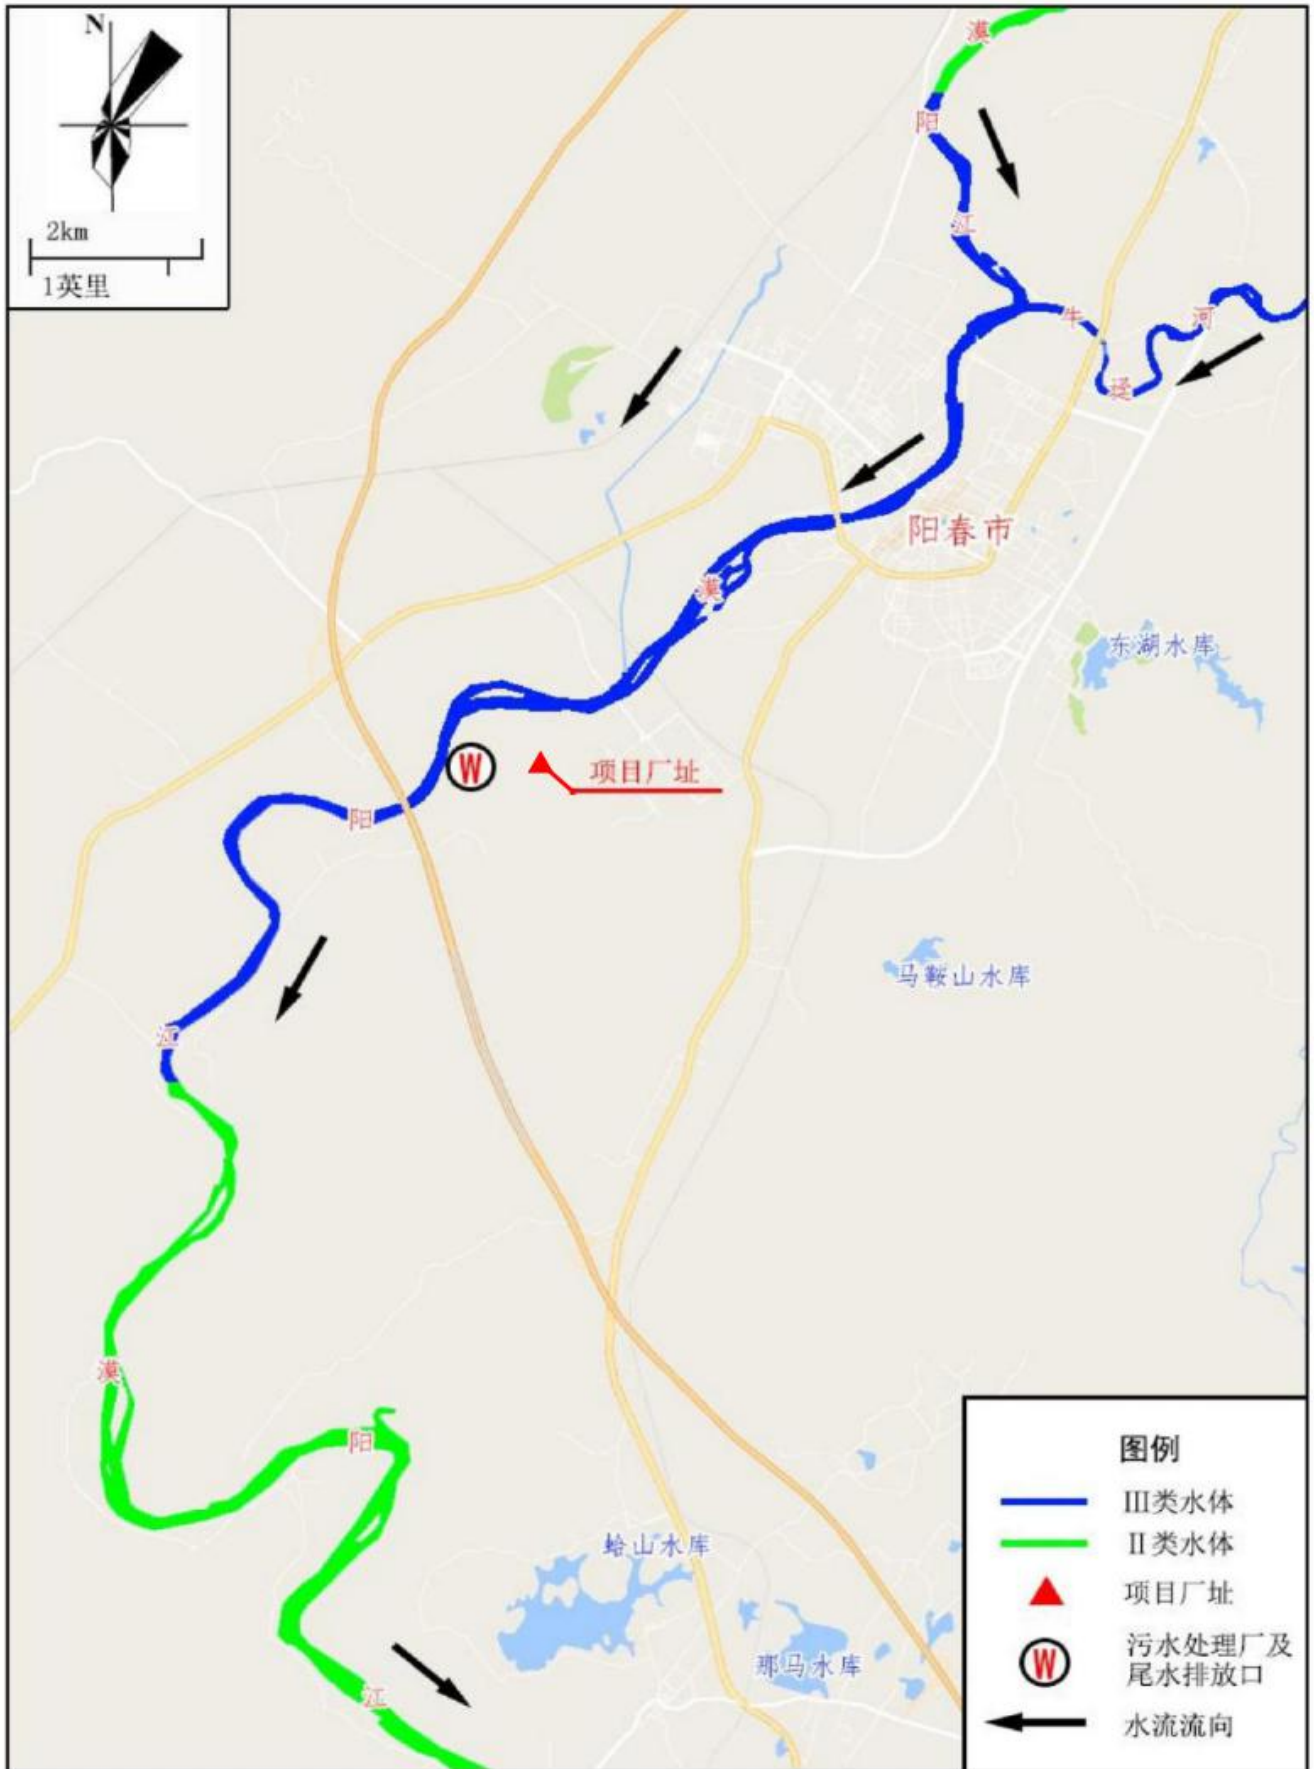 N
2km
1英里
漠
阳
江
牛
迳
河
阳春市
漠
东湖水库
W
项目厂址
阳
马鞍山水库
江
漠
阳
蛤山水库
那马水库
江
图例
III类水体
II类水体
项目厂址
W
污水处理厂及
尾水排放口
水流流向